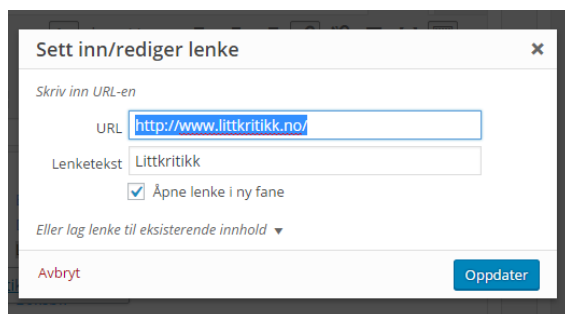 Sett inn/rediger lenke
Skriv inn URL-en
URL http://www.littkritikk.no/
Lenketekst Littkritikk
Åpne lenke i ny fane
Eller lag lenke til eksisterende innhold
Avbryt Oppdater